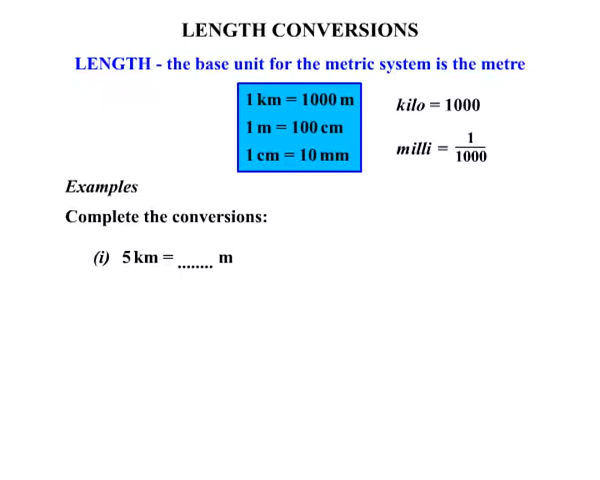 LENGTH CONVERSIONS
LENGTH - the base unit for the metric system is the metre
1 km = 1000 m
1 m = 100 cm
1 cm = 10 mm
kilo = 1000
milli = 1/1000
Examples
Complete the conversions:
(i) 5 km = ........ m